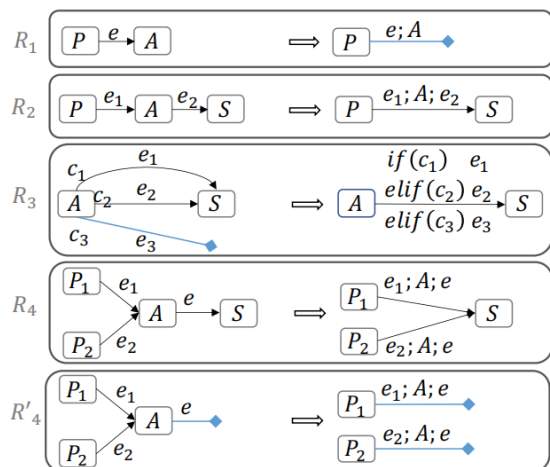 R₁ P e A ⇒ P e; A
R₂ P e₁ A e₂ S ⇒ P e₁; A; e₂ S
e₁ if(c₁) e₁
c₁
R₃ A c₂ e₂ S ⇒ A elif(c₂) e₂ S
c₃ e₃ elif(c₃) e₃
P₁ e₁ e₁; A; e
P₁
R₄ A e S ⇒ S
P₂ e₂ P₂ e₂; A; e
P₁ e₁ P₁ e₁; A; e
R'₄ A e ⇒
P₂ e₂ P₂ e₂; A; e